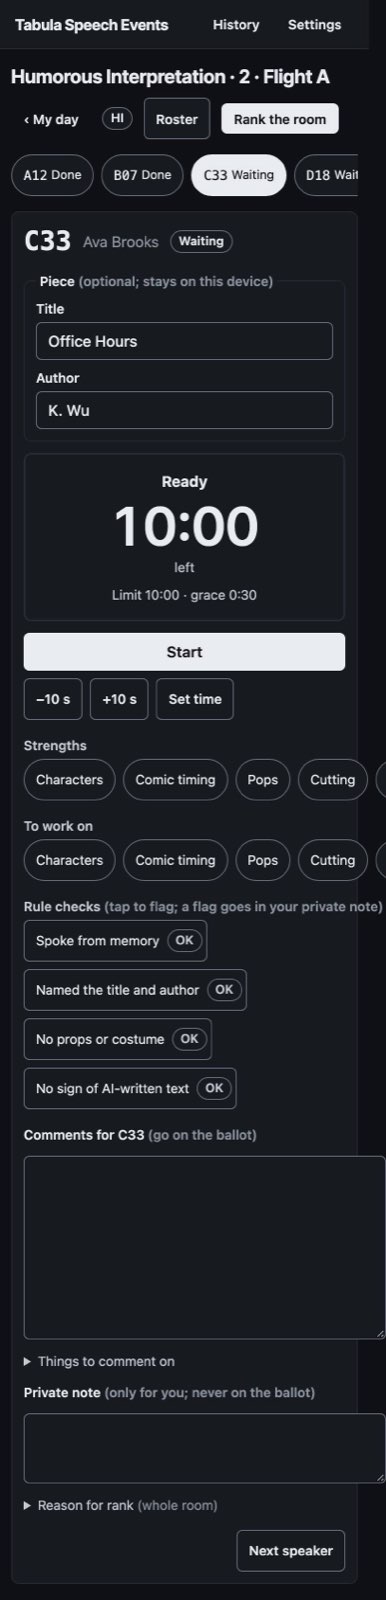 Tabula Speech Events History Settings
Humorous Interpretation · 2 · Flight A
‹ My day HI Roster Rank the room
A12 Done B07 Done C33 Waiting D18 Wait
C33 Ava Brooks Waiting
Piece (optional; stays on this device)
Title
Office Hours
Author
K. Wu
Ready
10:00
left
Limit 10:00 · grace 0:30
Start
−10 s +10 s Set time
Strengths
Characters Comic timing Pops Cutting
To work on
Characters Comic timing Pops Cutting
Rule checks (tap to flag; a flag goes in your private note)
Spoke from memory OK
Named the title and author OK
No props or costume OK
No sign of AI-written text OK
Comments for C33 (go on the ballot)
Things to comment on
Private note (only for you; never on the ballot)
Reason for rank (whole room)
Next speaker